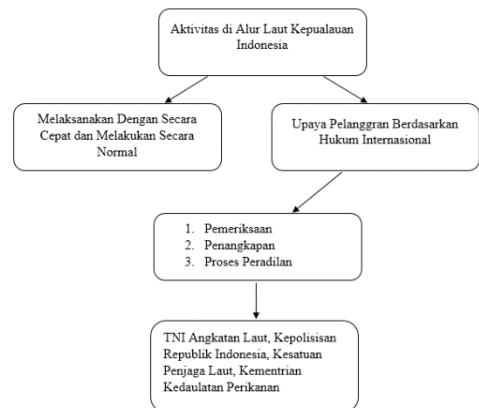 Aktivitas di Alur Laut Kepualauan
Indonesia
Melaksanakan Dengan Secara
Cepat dan Melakukan Secara
Normal
Upaya Pelanggran Berdasarkan
Hukum Internasional
1. Pemeriksaan
2. Penangkapan
3. Proses Peradilan
TNI Angkatan Laut, Kepolisisan
Republik Indonesia, Kesatuan
Penjaga Laut, Kementrian
Kedaulatan Perikanan